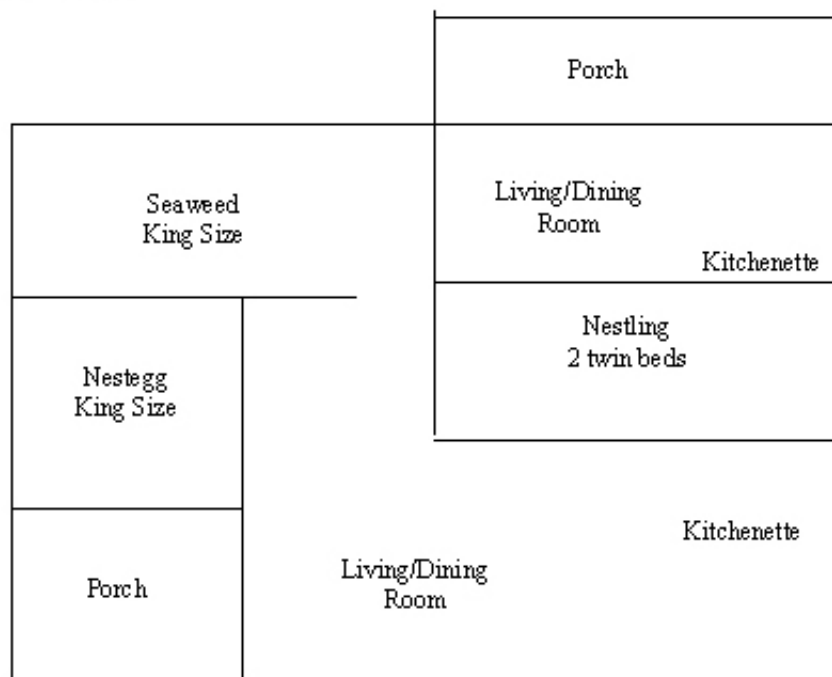 Porch
Seaweed
King Size
Living/Dining
Room
Kitchenette
Nestling
2 twin beds
Nestegg
King Size
Kitchenette
Porch
Living/Dining
Room